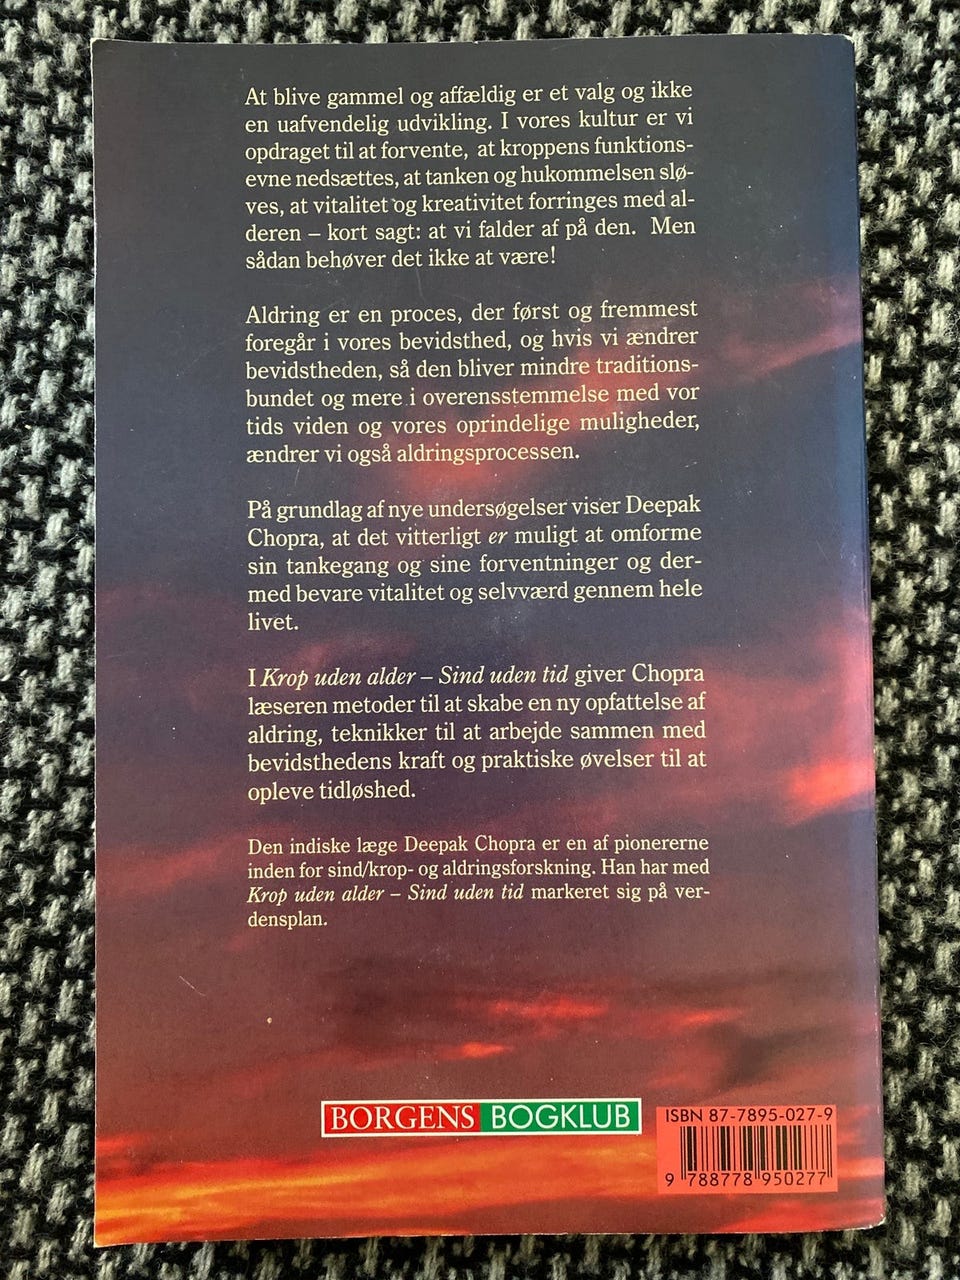 At blive gammel og affældig er et valg og ikke
en uafvendelig udvikling. I vores kultur er vi
opdraget til at forvente, at kroppens funktions-
evne nedsættes, at tanken og hukommelsen slø-
ves, at vitalitet og kreativitet forringes med al-
deren – kort sagt: at vi falder af på den. Men
sådan behøver det ikke at være!
Aldring er en proces, der først og fremmest
foregår i vores bevidsthed, og hvis vi ændrer
bevidstheden, så den bliver mindre traditions-
bundet og mere i overensstemmelse med vor
tids viden og vores oprindelige muligheder,
ændrer vi også aldringsprocessen.
På grundlag af nye undersøgelser viser Deepak
Chopra, at det vitterligt er muligt at omforme
sin tankegang og sine forventninger og der-
med bevare vitalitet og selvværd gennem hele
livet.
I Krop uden alder – Sind uden tid giver Chopra
læseren metoder til at skabe en ny opfattelse af
aldring, teknikker til at arbejde sammen med
bevidsthedens kraft og praktiske øvelser til at
opleve tidløshed.
Den indiske læge Deepak Chopra er en af pionererne
inden for sind/krop- og aldringsforskning. Han har med
Krop uden alder – Sind uden tid markeret sig på ver-
densplan.
BORGENS BOGKLUB
ISBN 87-7895-027-9
9 788778 950277